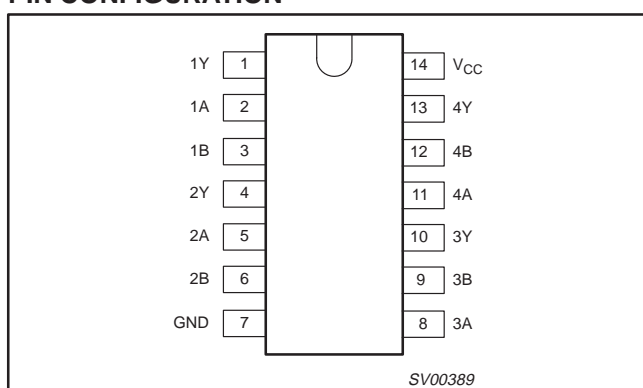 PIN CONFIGURATION
1Y 1 14 VCC
1A 2 13 4Y
1B 3 12 4B
2Y 4 11 4A
2A 5 10 3Y
2B 6 9 3B
GND 7 8 3A
SV00389